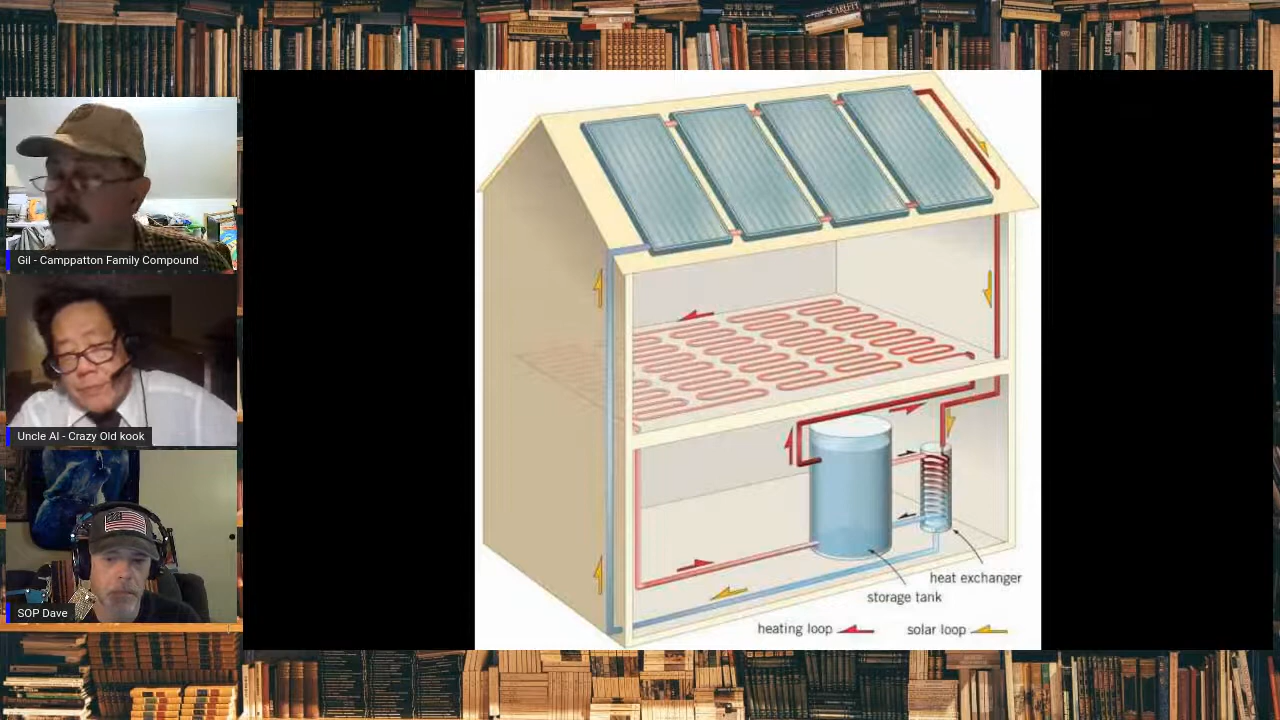 SCARLETT
Gil - Camppatton Family Compound
Uncle Al - Crazy Old kook
SOP Dave
heat exchanger
storage tank
heating loop
solar loop